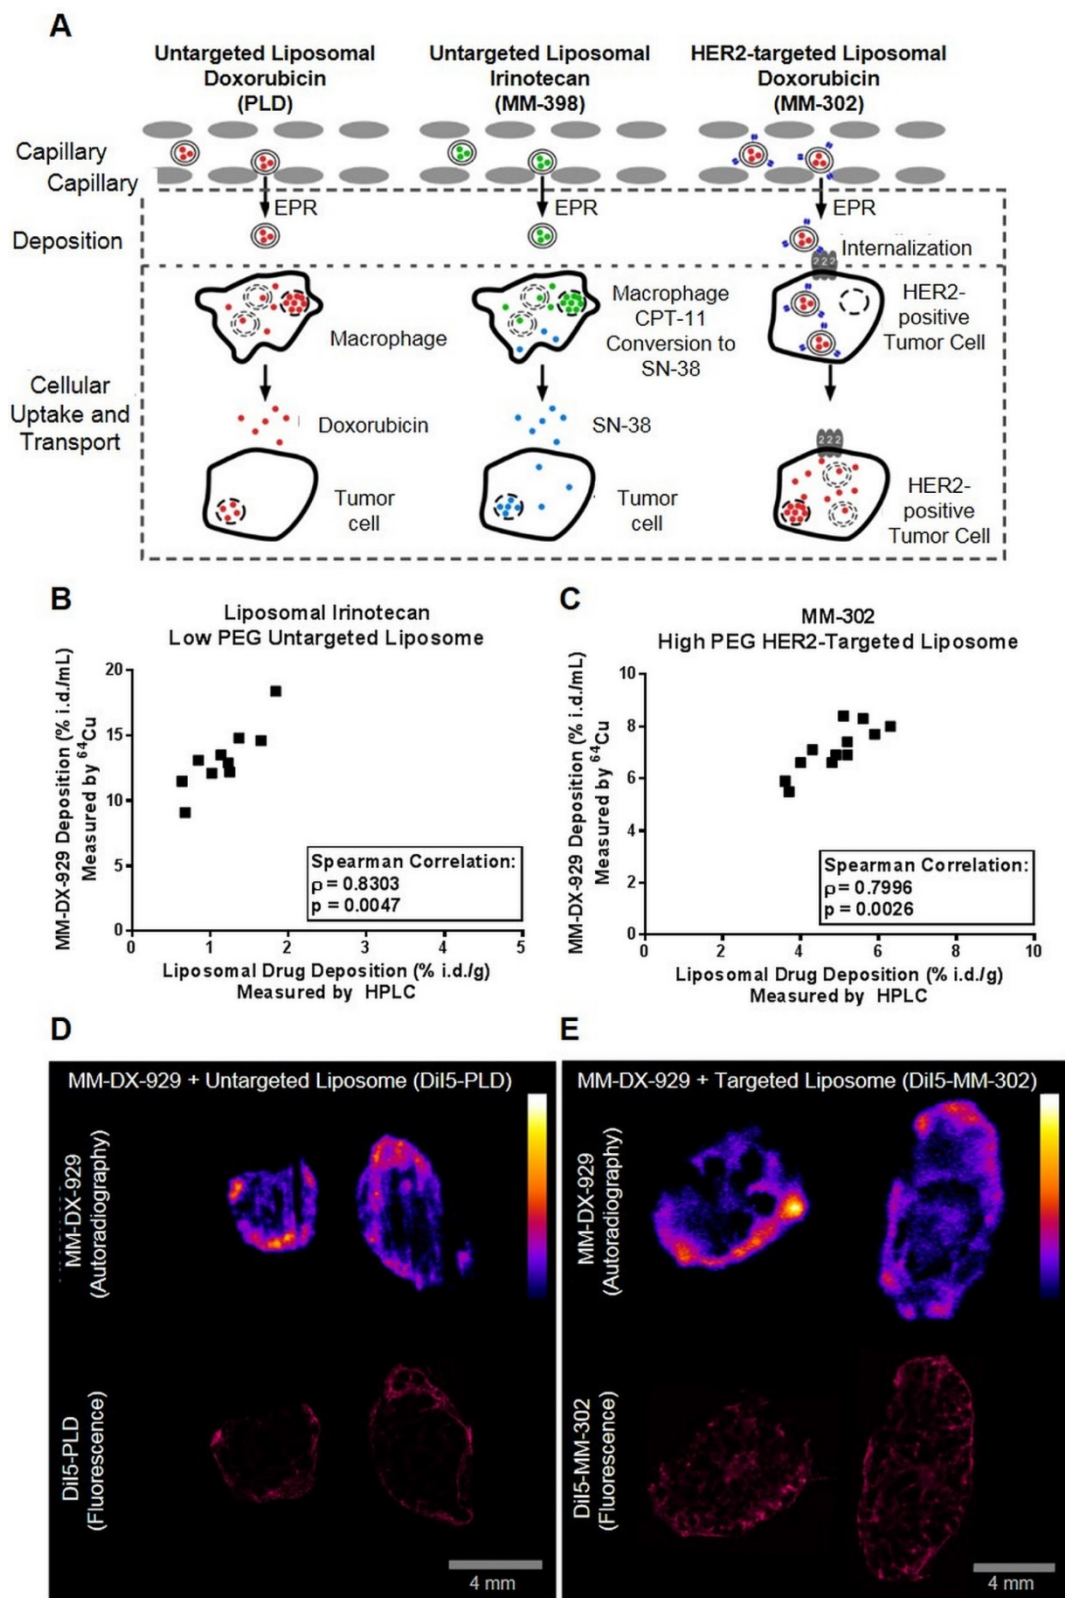 A
Untargeted Liposomal
Doxorubicin
(PLD)
Untargeted Liposomal
Irinotecan
(MM-398)
HER2-targeted Liposomal
Doxorubicin
(MM-302)
Capillary
Capillary
EPR
EPR
EPR
Deposition
Internalization
222
Macrophage
Macrophage
CPT-11
Conversion to
SN-38
HER2-
positive
Tumor Cell
Cellular
Uptake and
Transport
Doxorubicin
SN-38
222
Tumor
cell
Tumor
cell
HER2-
positive
Tumor Cell
B
Liposomal Irinotecan
Low PEG Untargeted Liposome
MM-DX-929 Deposition (% i.d./mL)
Measured by 64Cu
20
15
10
5
0
Spearman Correlation:
ρ = 0.8303
p = 0.0047
0 1 2 3 4 5
Liposomal Drug Deposition (% i.d./g)
Measured by HPLC
C
MM-302
High PEG HER2-Targeted Liposome
MM-DX-929 Deposition (% i.d./mL)
Measured by 64Cu
10
8
6
4
2
0
Spearman Correlation:
ρ = 0.7996
p = 0.0026
0 2 4 6 8 10
Liposomal Drug Deposition (% i.d./g)
Measured by HPLC
D
MM-DX-929 + Untargeted Liposome (DiI5-PLD)
MM-DX-929
(Autoradiography)
DiI5-PLD
(Fluorescence)
4 mm
E
MM-DX-929 + Targeted Liposome (DiI5-MM-302)
MM-DX-929
(Autoradiography)
DiI5-MM-302
(Fluorescence)
4 mm